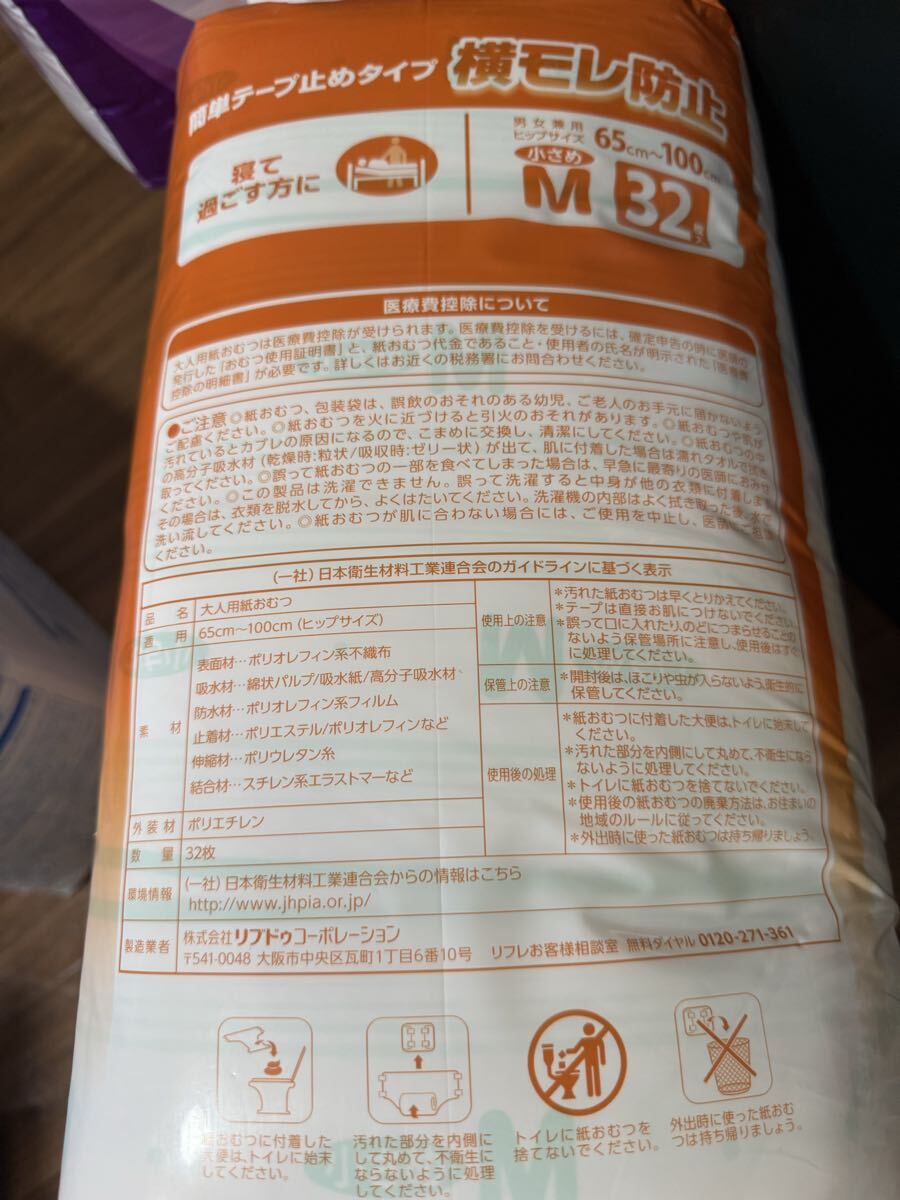 簡単テープ止めタイプ 横モレ防止
寝て
過ごす方に
男女兼用
ヒップサイズ 65cm～100cm
小さめ
M 32枚入
医療費控除について
大人用紙おむつは医療費控除が受けられます。医療費控除を受けるには、確定申告の時に医師の
発行した「おむつ使用証明書」と、紙おむつ代金であること・使用者の氏名が明示された「医療費
控除の明細書」が必要です。詳しくはお近くの税務署にお問合わせください。
●ご注意 ◎紙おむつ、包装袋は、誤飲のおそれのある幼児、ご老人のお手元に届かないよう
ご配慮ください。◎紙おむつを火に近づけると引火のおそれがあります。◎紙おむつや肌が
汚れているとカブレの原因になるので、こまめに交換し、清潔にしてください。◎紙おむつの中
の高分子吸水材(乾燥時:粒状/吸収時:ゼリー状)が出て、肌に付着した場合は濡れタオルで拭き
取ってください。◎誤って紙おむつの一部を食べてしまった場合は、早急に最寄りの医師におみせ
ください。◎この製品は洗濯できません。誤って洗濯すると中身が他の衣類に付着します
その場合は、衣類を脱水してから、よくはたいてください。洗濯機の内部はよく拭き取った後、水で
洗い流してください。◎紙おむつが肌に合わない場合には、ご使用を中止し、医師にご相談
ください。
(一社)日本衛生材料工業連合会のガイドラインに基づく表示
品名 大人用紙おむつ
適用 65cm～100cm(ヒップサイズ)
素材
表面材…ポリオレフィン系不織布
吸水材…綿状パルプ/吸水紙/高分子吸水材
防水材…ポリオレフィン系フィルム
止着材…ポリエステル/ポリオレフィンなど
伸縮材…ポリウレタン糸
結合材…スチレン系エラストマーなど
外装材 ポリエチレン
数量 32枚
使用上の注意
*汚れた紙おむつは早くとりかえてください。
*テープは直接お肌につけないでください。
*誤って口に入れたり、のどにつまらせることの
ないよう保管場所に注意し、使用後はすぐ
に処理してください。
保管上の注意
*開封後は、ほこりや虫が入らないよう、衛生的に
保管してください。
使用後の処理
*紙おむつに付着した大便は、トイレに始末して
ください。
*汚れた部分を内側にして丸めて、不衛生になら
ないように処理してください。
*トイレに紙おむつを捨てないでください。
*使用後の紙おむつの廃棄方法は、お住まいの
地域のルールに従ってください。
*外出時に使った紙おむつは持ち帰りましょう。
環境情報 (一社)日本衛生材料工業連合会からの情報はこちら
http://www.jhpia.or.jp/
製造業者 株式会社リブドゥコーポレーション
〒541-0048 大阪市中央区瓦町1丁目6番10号 リフレお客様相談室 無料ダイヤル 0120-271-361
紙おむつに付着した
大便は、トイレに始末
してください。
汚れた部分を内側に
して丸めて、不衛生に
ならないように処理
してください。
トイレに紙おむつを
捨てないでください。
外出時に使った紙おむ
つは持ち帰りましょう。